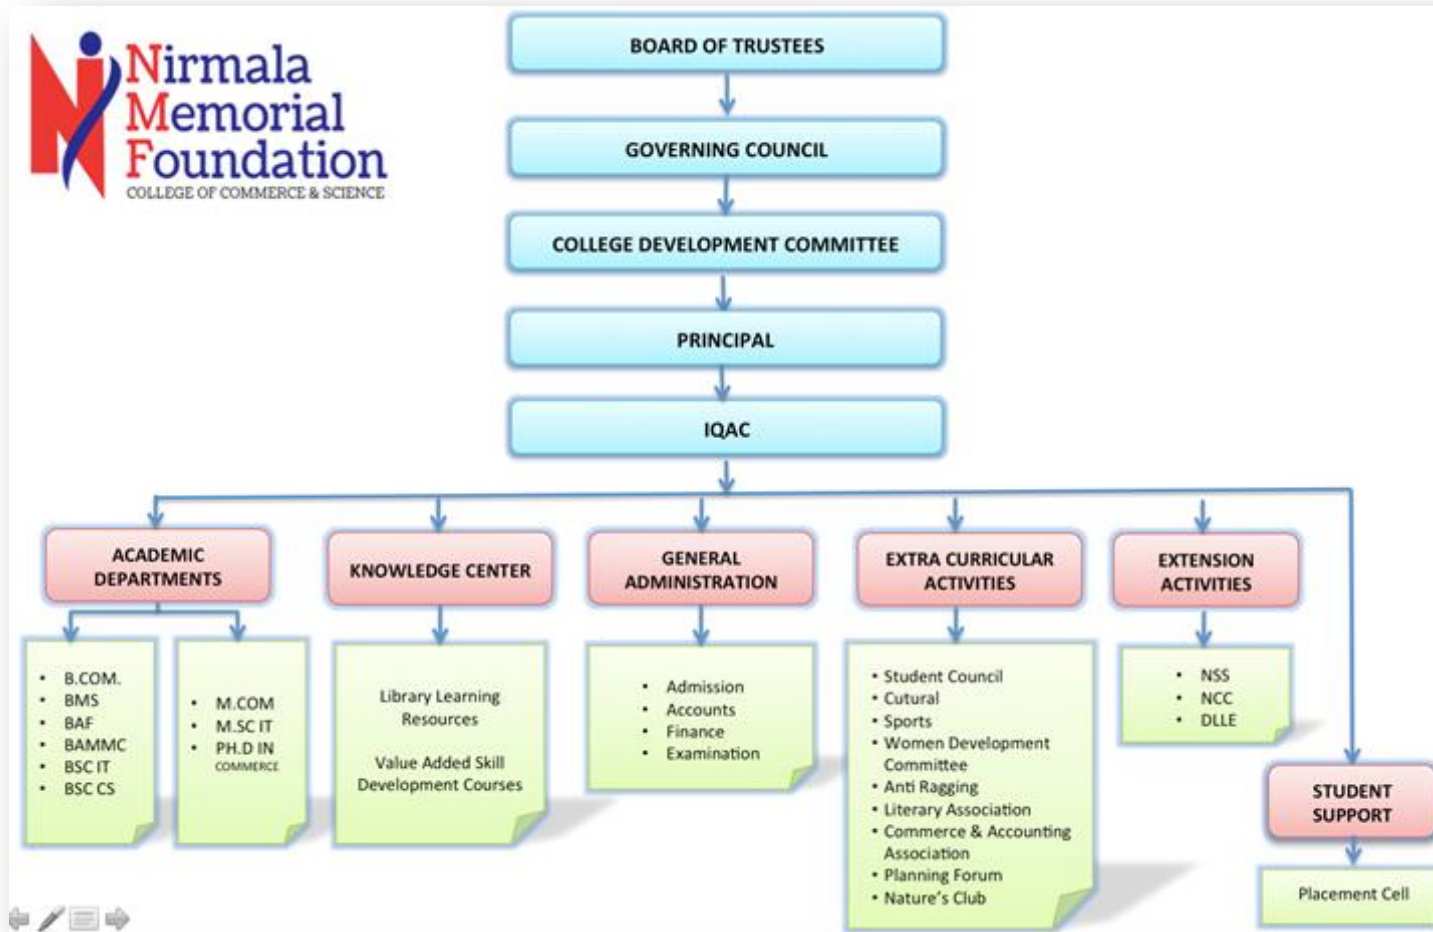 Nirmala
Memorial
Foundation
COLLEGE OF COMMERCE & SCIENCE
BOARD OF TRUSTEES
GOVERNING COUNCIL
COLLEGE DEVELOPMENT COMMITTEE
PRINCIPAL
IQAC
ACADEMIC
DEPARTMENTS
• B.COM.
• BMS
• BAF
• BAMMC
• BSC IT
• BSC CS
• M.COM
• M.SC IT
• PH.D IN
COMMERCE
KNOWLEDGE CENTER
Library Learning
Resources
Value Added Skill
Development Courses
GENERAL
ADMINISTRATION
• Admission
• Accounts
• Finance
• Examination
EXTRA CURRICULAR
ACTIVITIES
• Student Council
• Cutural
• Sports
• Women Development
Committee
• Anti Ragging
• Literary Association
• Commerce & Accounting
Association
• Planning Forum
• Nature's Club
EXTENSION
ACTIVITIES
• NSS
• NCC
• DLLE
STUDENT
SUPPORT
Placement Cell